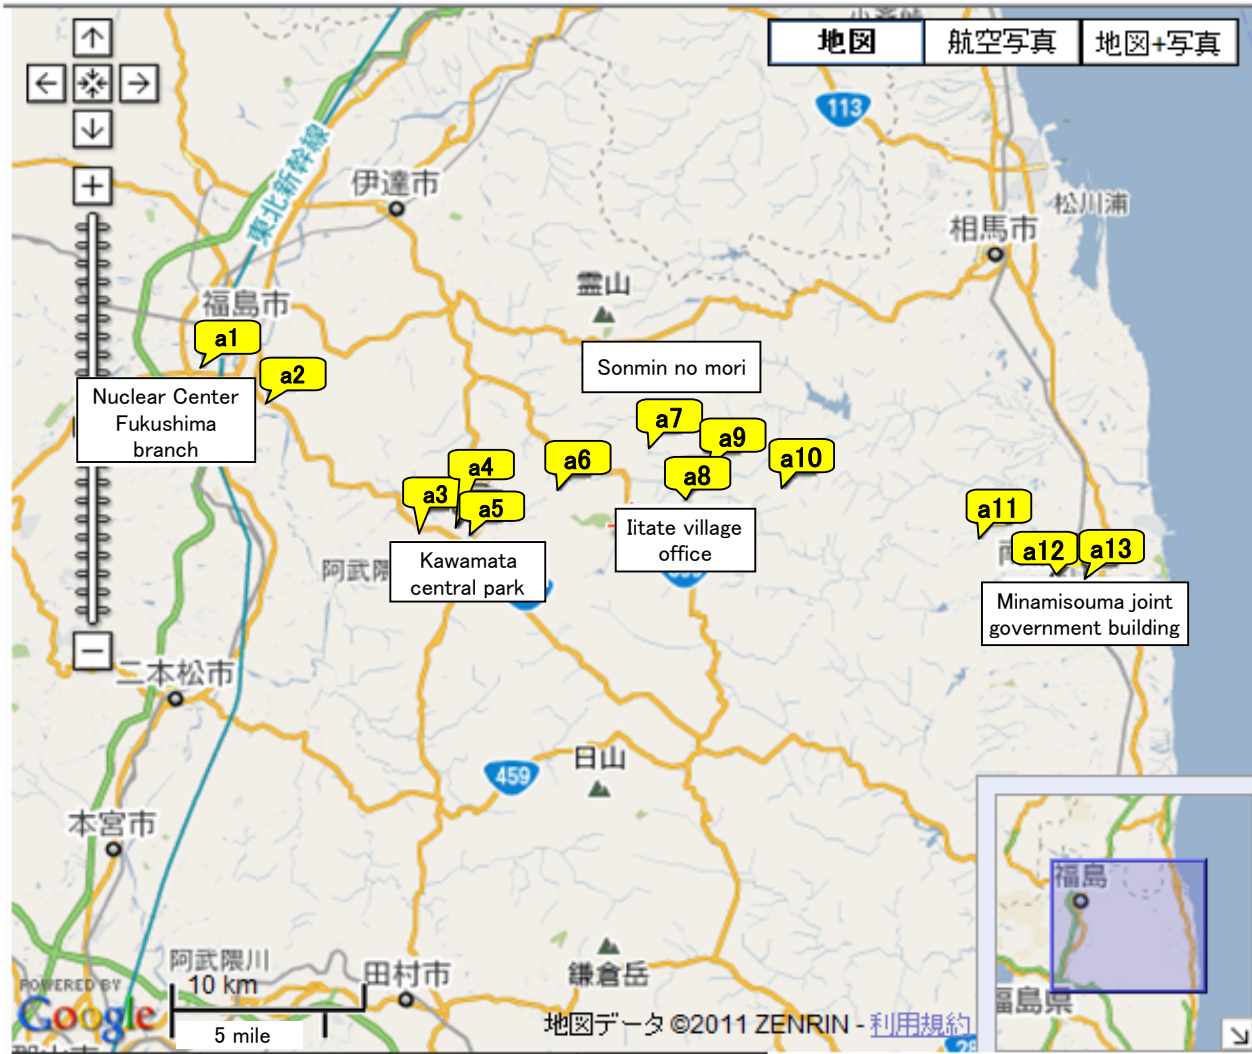 地図
航空写真
地図+写真
113
東北新幹線
伊達市
松川浦
相馬市
霊山
福島市
a1
a2
Nuclear Center
Fukushima
branch
Sonmin no mori
a7
a9
a4
a6
a8
a10
a3
a5
a11
a12
a13
Iitate village
office
Kawamata
central park
阿武隈
Minamisouma joint
government building
二本松市
日山
459
本宮市
福島
阿武隈川
10 km
5 mile
田村市
鎌倉岳
福島県
POWERED BY
Google
地図データ ©2011 ZENRIN - 利用規約